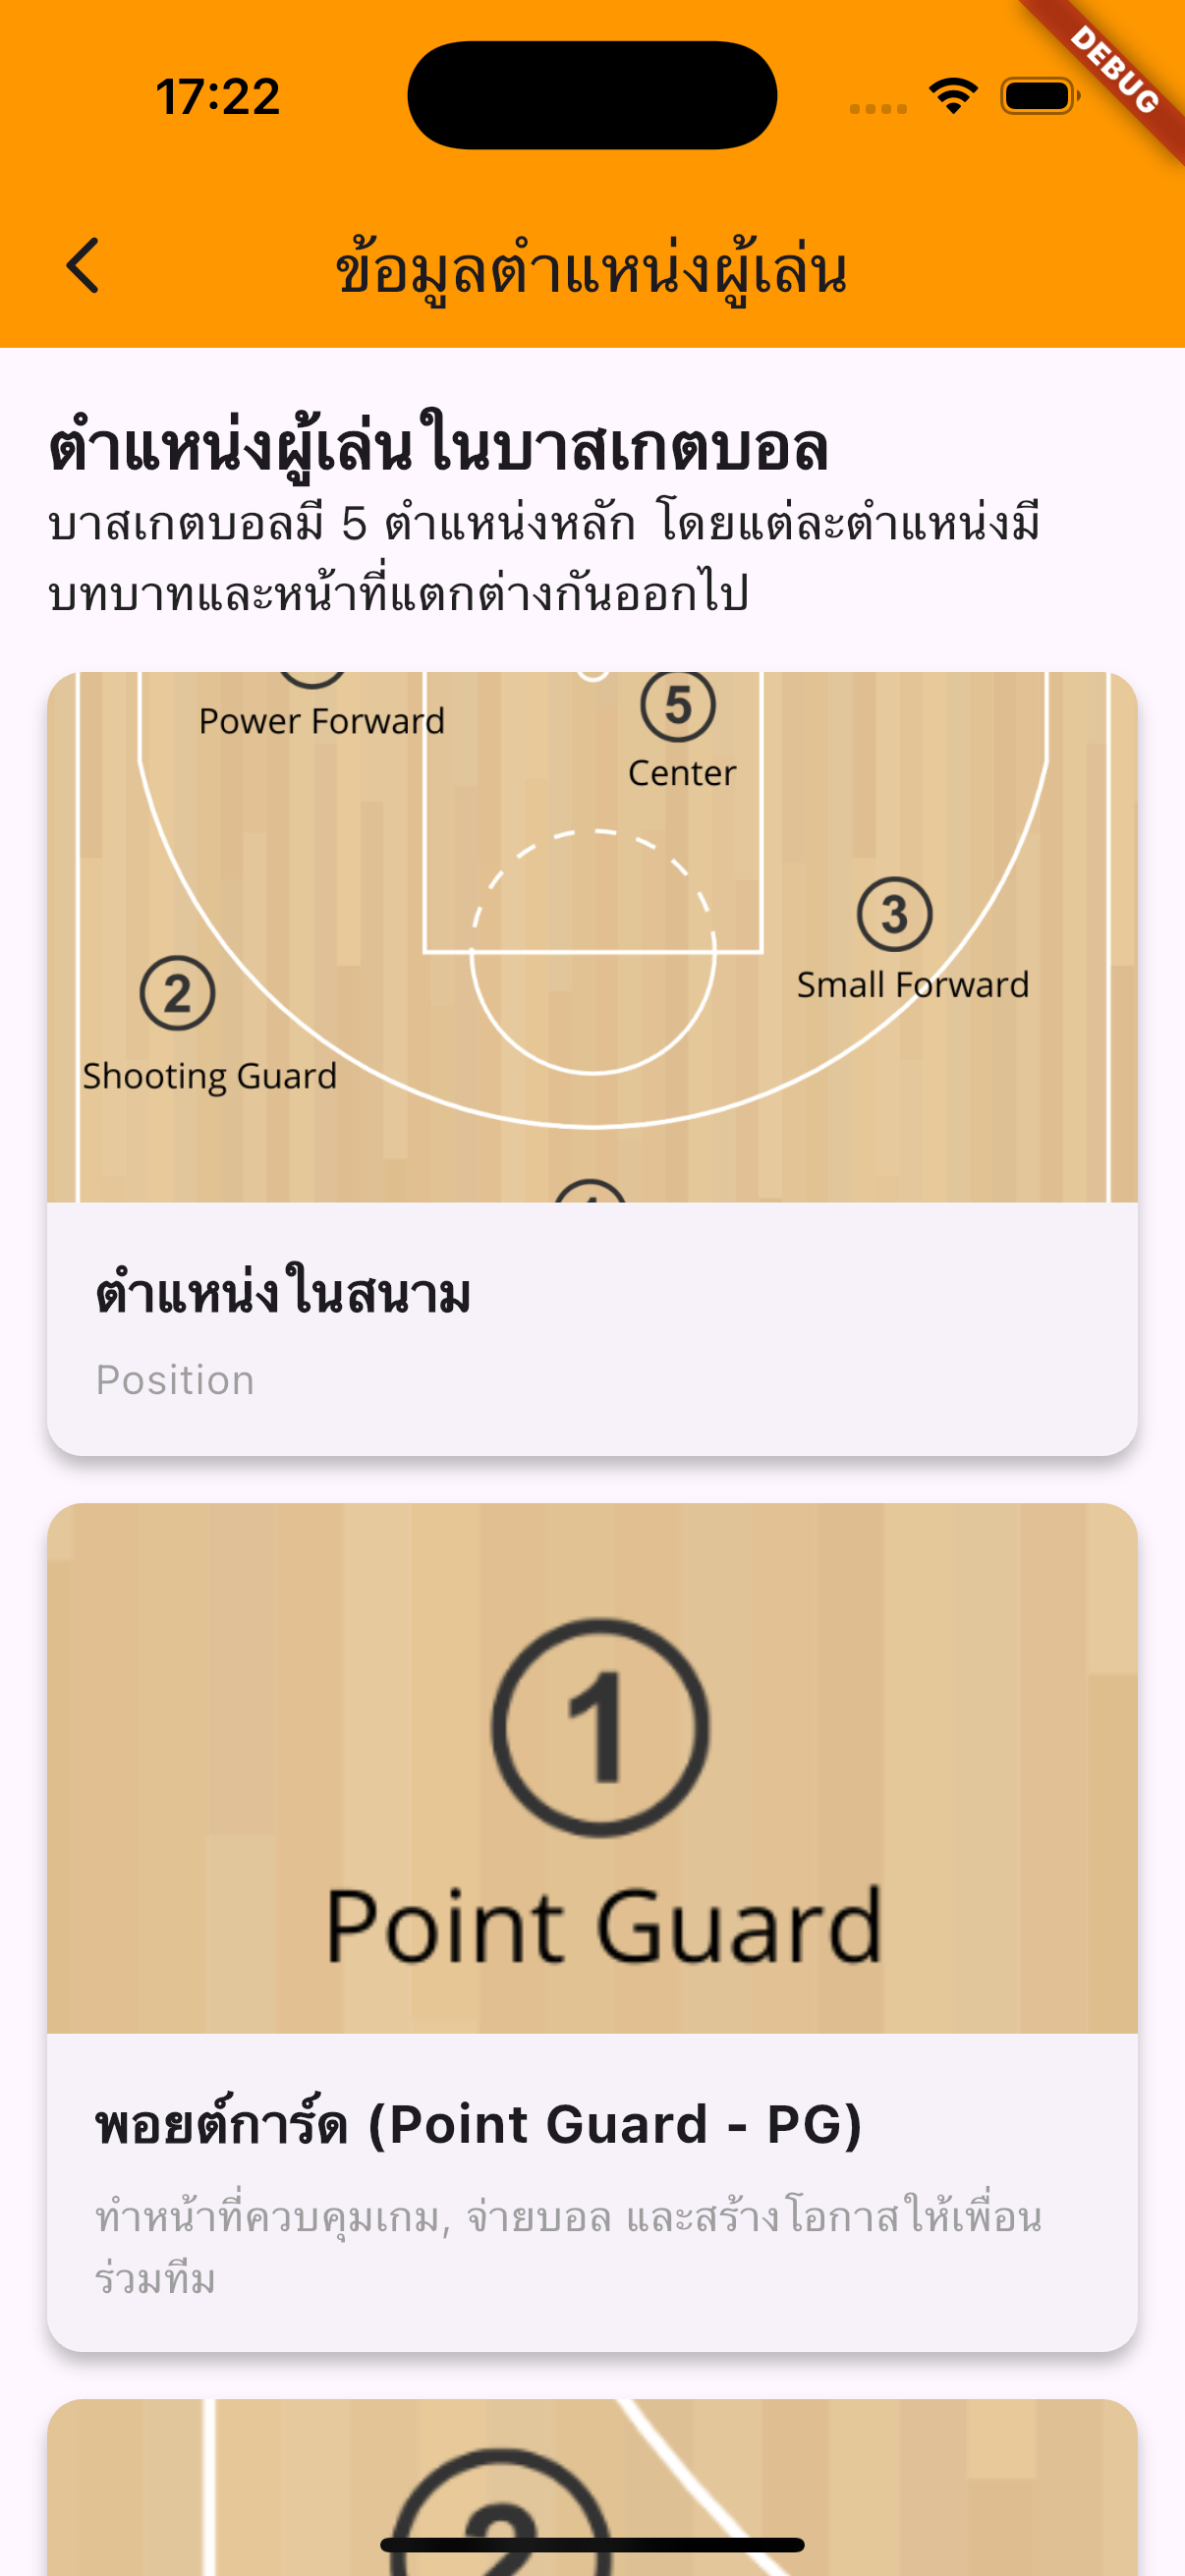 17:22
DEBUG
ข้อมูลตำแหน่งผู้เล่น
ตำแหน่งผู้เล่นในบาสเกตบอล
บาสเกตบอลมี 5 ตำแหน่งหลัก โดยแต่ละตำแหน่งมี
บทบาทและหน้าที่แตกต่างกันออกไป
Power Forward
5
Center
3
Small Forward
2
Shooting Guard
ตำแหน่งในสนาม
Position
1
Point Guard
พอยต์การ์ด (Point Guard - PG)
ทำหน้าที่ควบคุมเกม, จ่ายบอล และสร้างโอกาสให้เพื่อน
ร่วมทีม
2